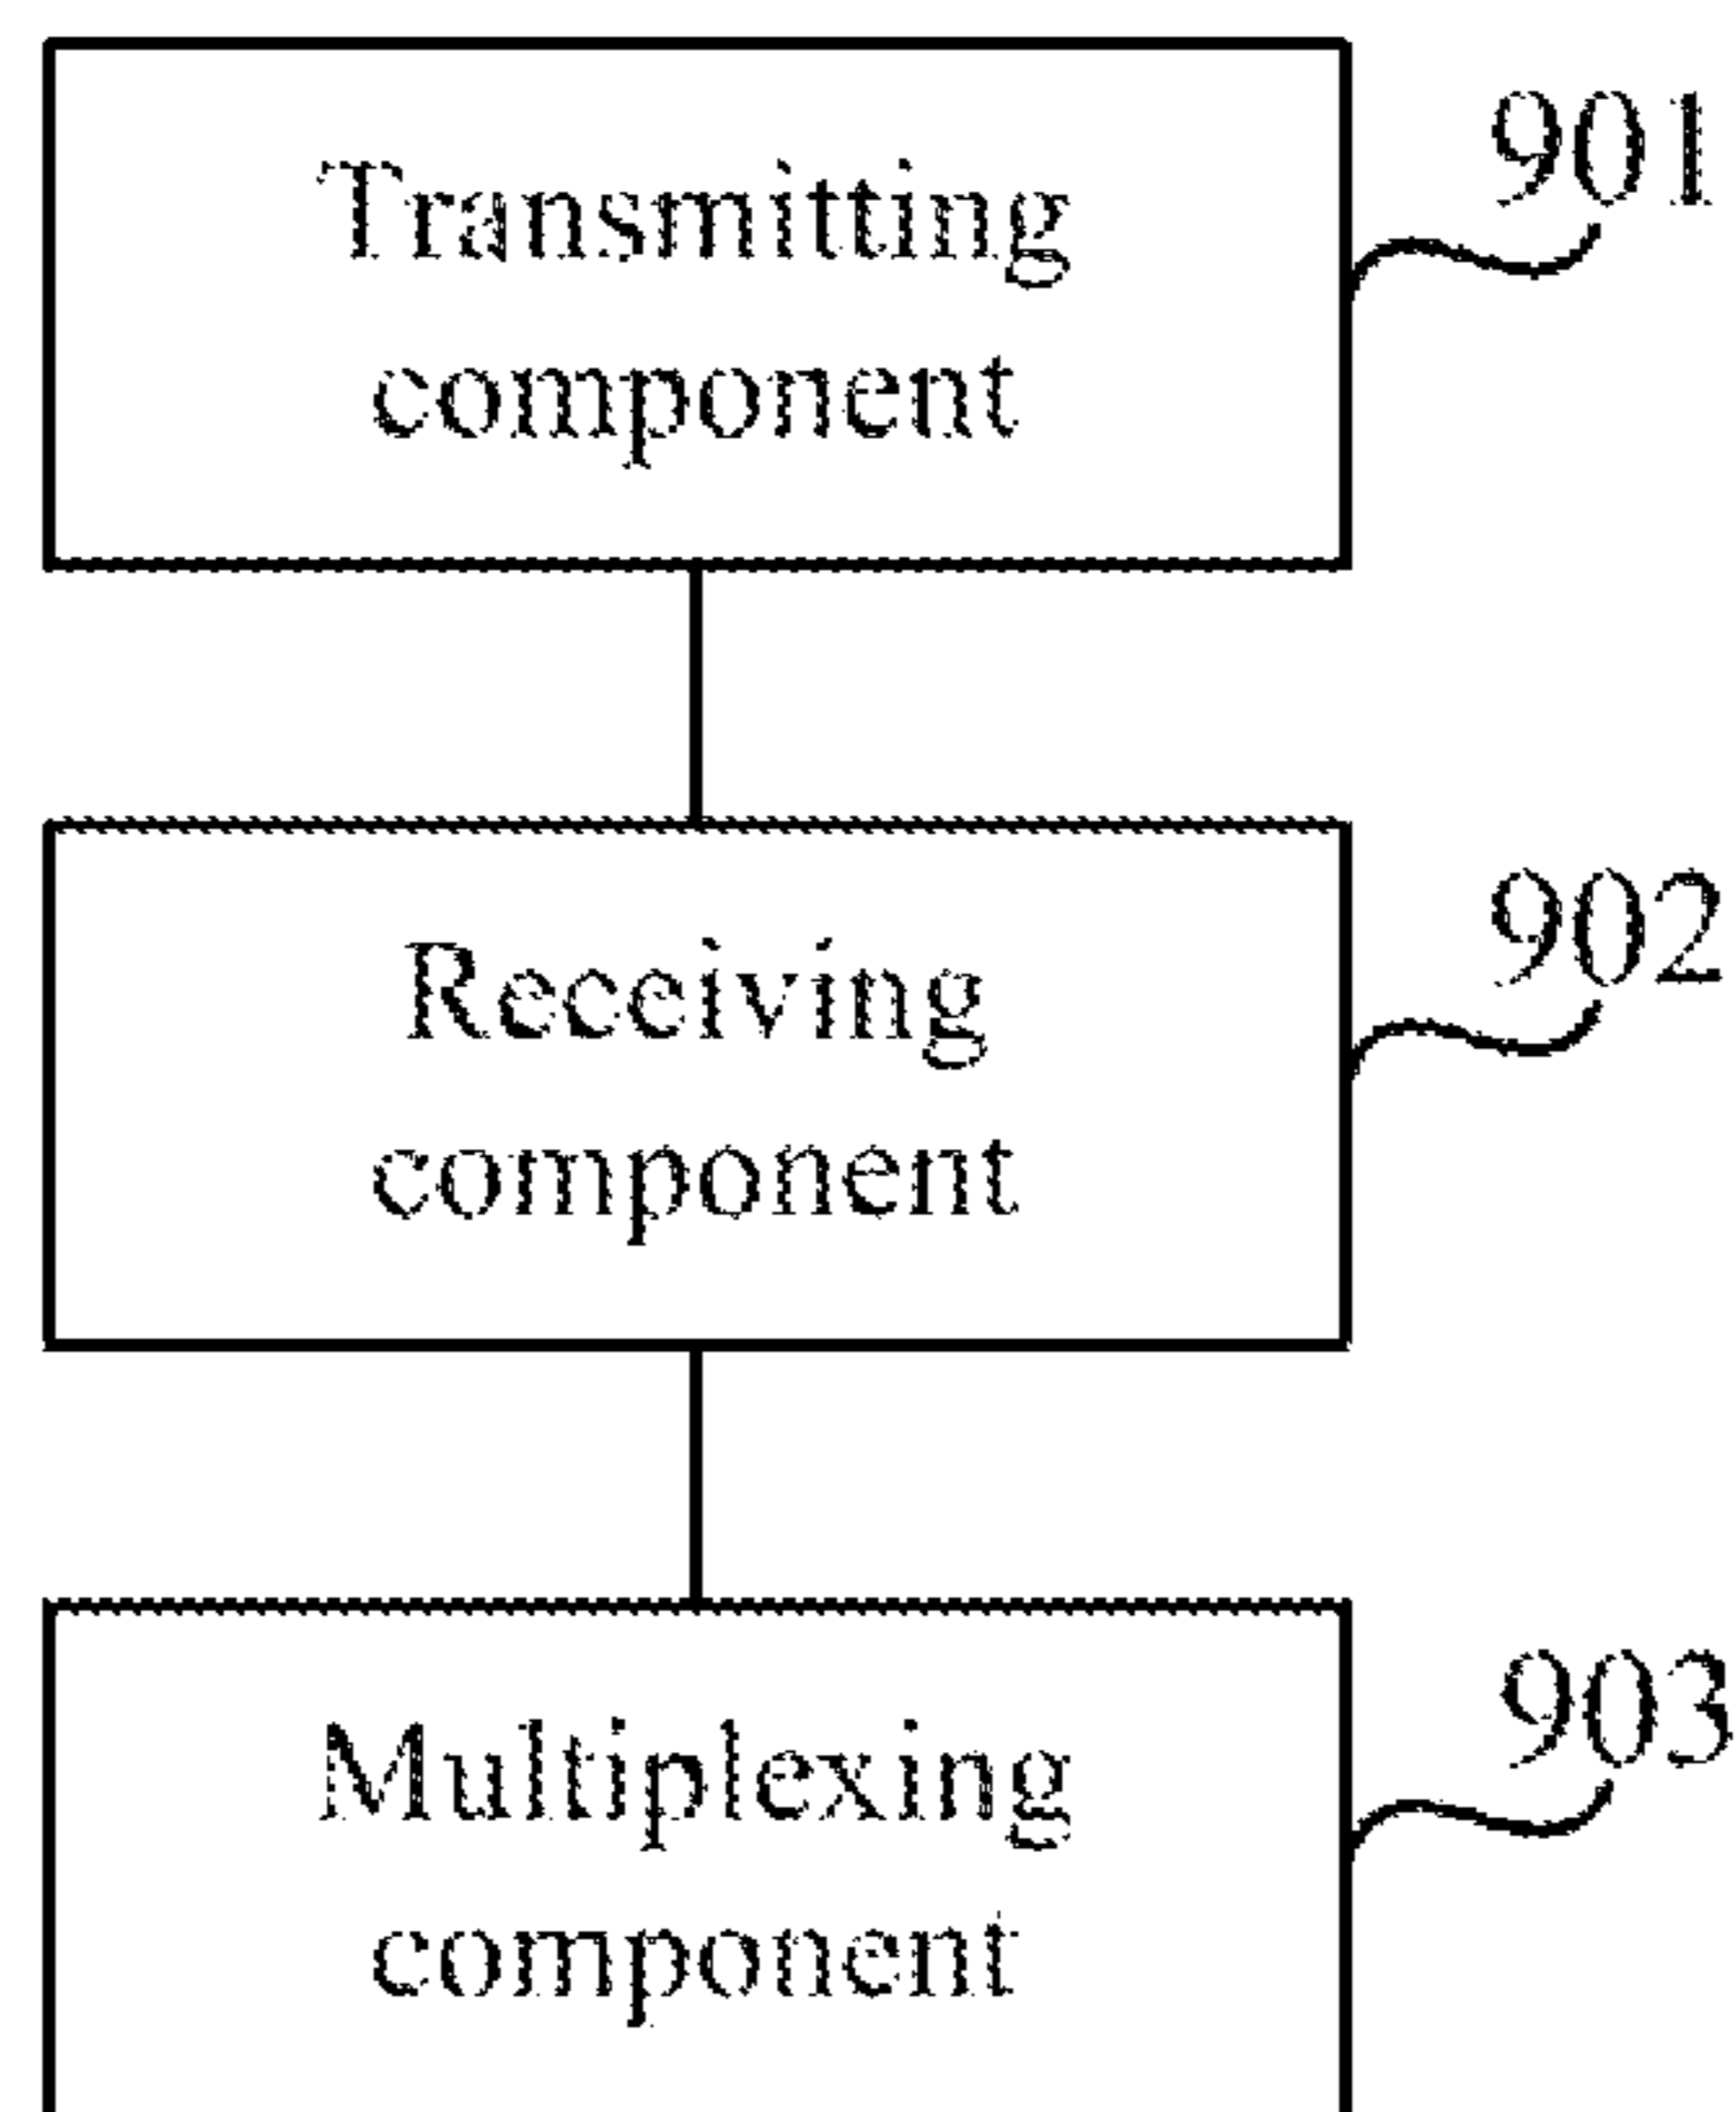 901
Transmitting
component
902
Receiving
component
903
Multiplexing
component